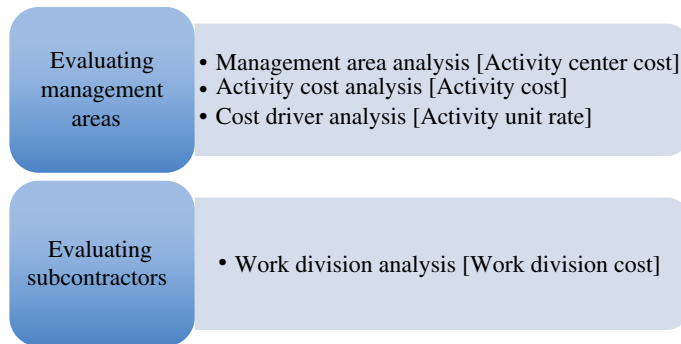 Evaluating
management
areas
• Management area analysis [Activity center cost]
• Activity cost analysis [Activity cost]
• Cost driver analysis [Activity unit rate]
Evaluating
subcontractors
• Work division analysis [Work division cost]